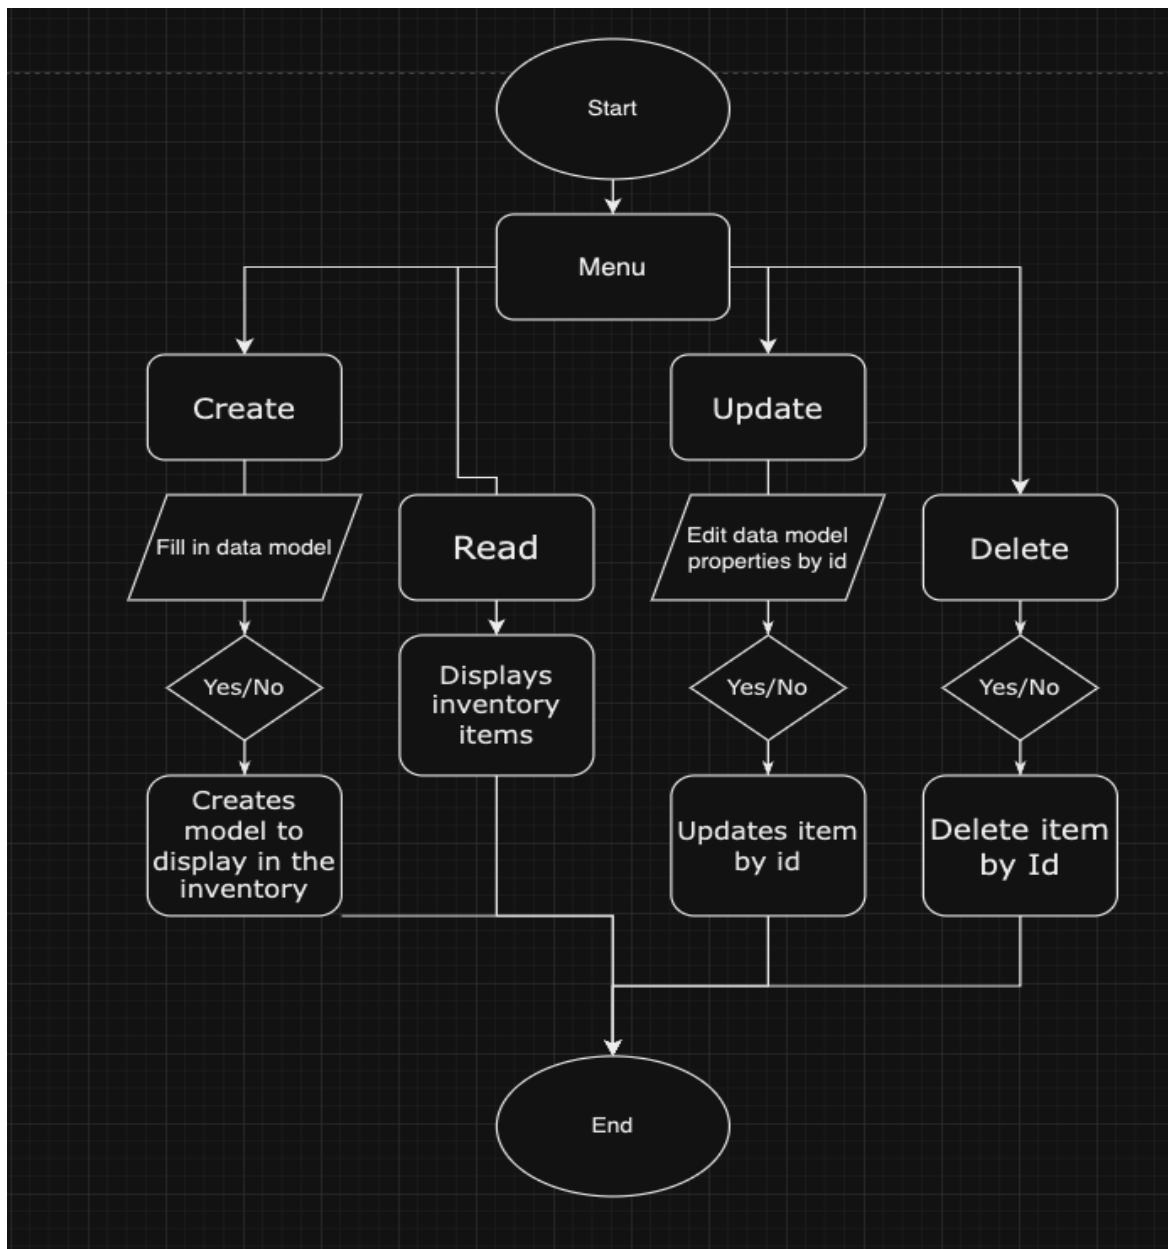 Start
Menu
Create
Update
Fill in data model
Read
Edit data model
properties by id
Delete
Yes/No
Displays
inventory
items
Yes/No
Yes/No
Creates
model to
display in the
inventory
Updates item
by id
Delete item
by Id
End